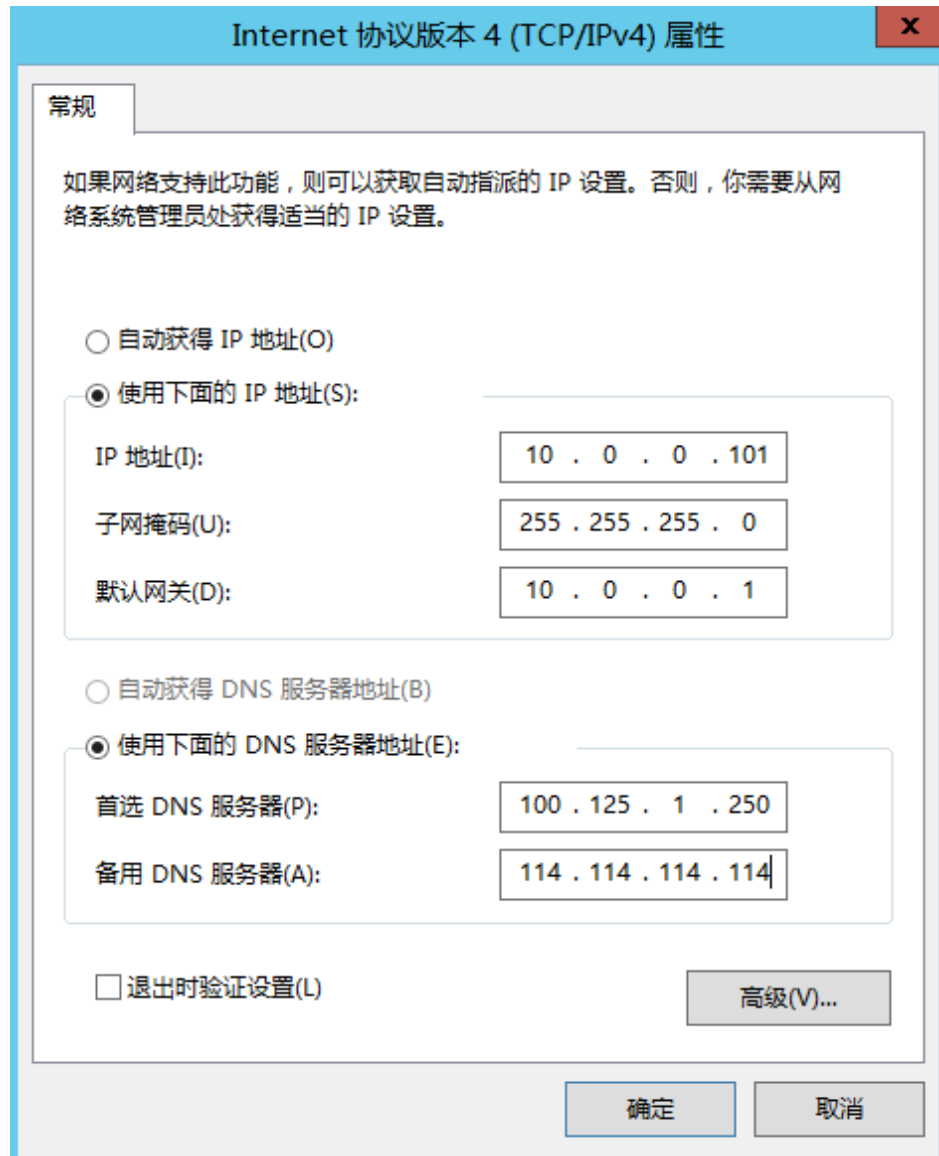 Internet 协议版本 4 (TCP/IPv4) 属性
x
常规
如果网络支持此功能，则可以获取自动指派的 IP 设置。否则，你需要从网
络系统管理员处获得适当的 IP 设置。
自动获得 IP 地址(O)
使用下面的 IP 地址(S):
IP 地址(I): 10 . 0 . 0 . 101
子网掩码(U): 255 . 255 . 255 . 0
默认网关(D): 10 . 0 . 0 . 1
自动获得 DNS 服务器地址(B)
使用下面的 DNS 服务器地址(E):
首选 DNS 服务器(P): 100 . 125 . 1 . 250
备用 DNS 服务器(A): 114 . 114 . 114 . 114
退出时验证设置(L)
高级(V)...
确定 取消